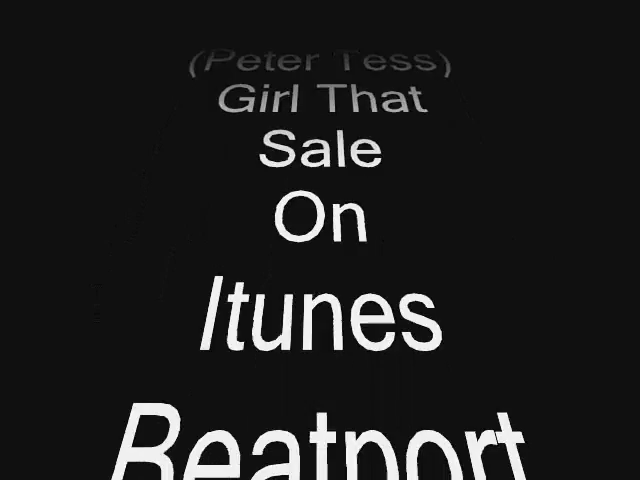 (Peter Tess)
Girl That
Sale
On
Itunes
Beatport